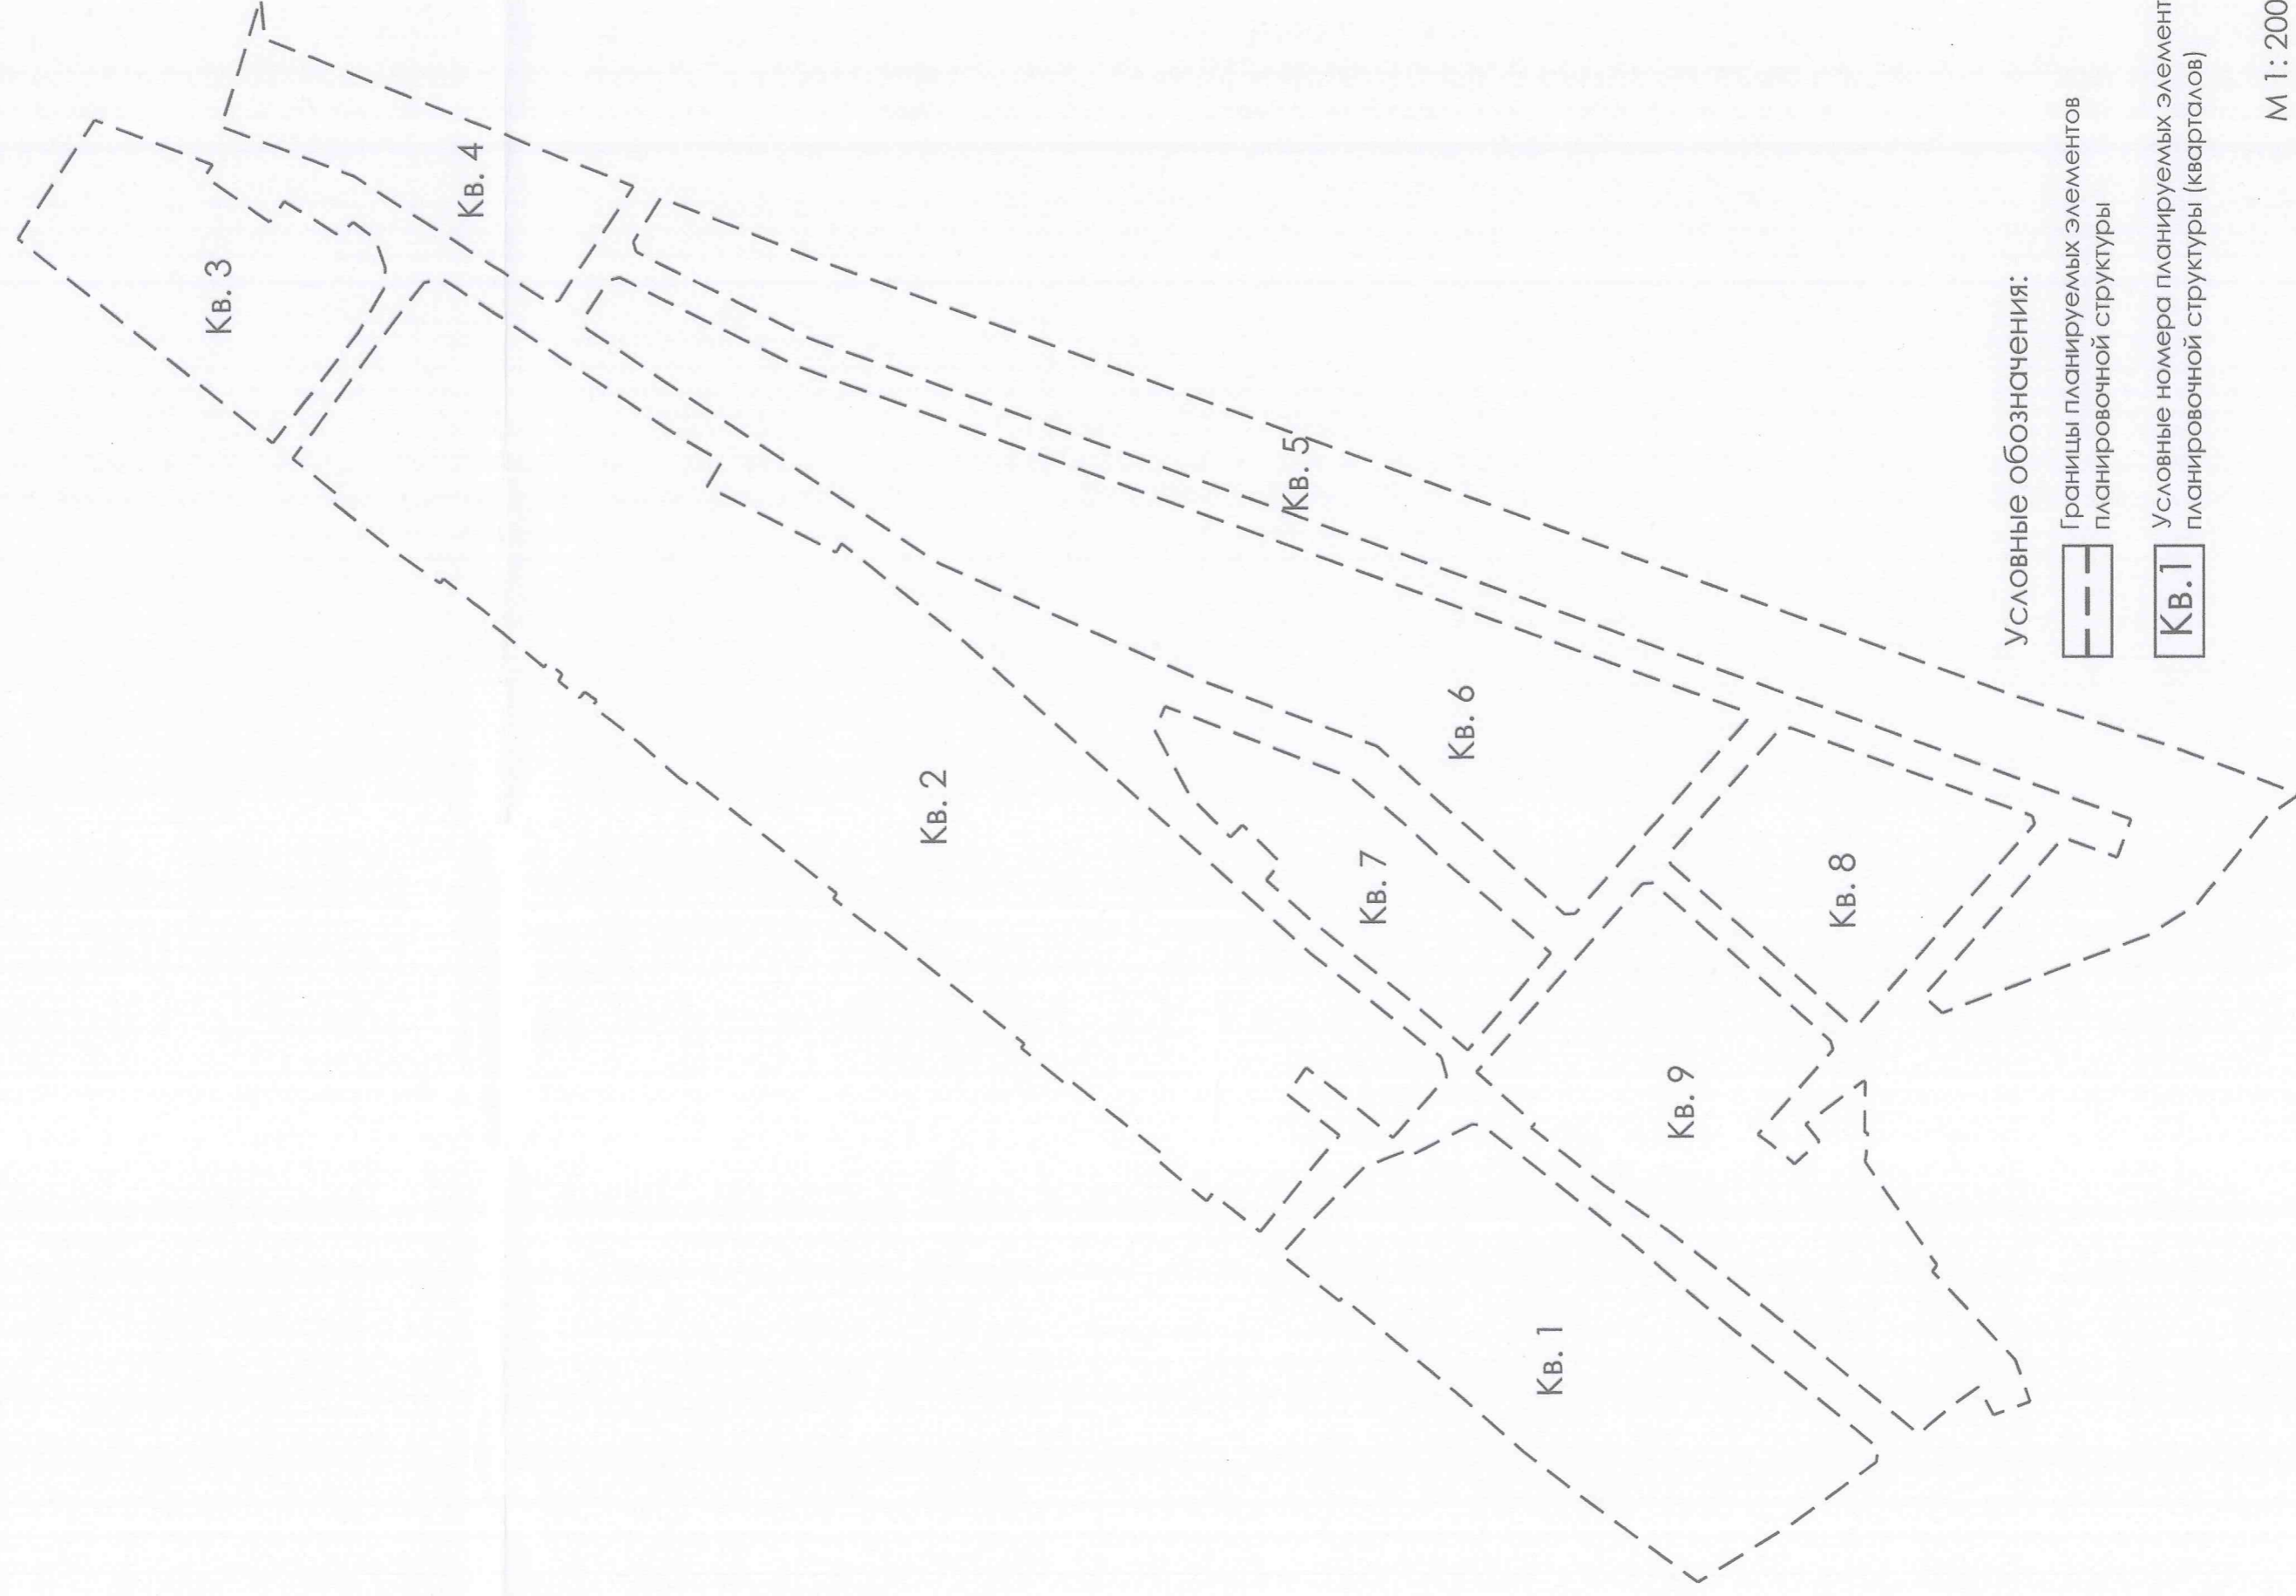 Кв. 3
Кв. 4
Кв. 2
Кв. 5
Кв. 6
Кв. 7
Кв. 8
Кв. 9
Кв. 1
Условные обозначения:
Границы планируемых элементов
планировочной структуры
Кв.1
Условные номера планируемых элемент
планировочной структуры (кварталов)
М 1: 200